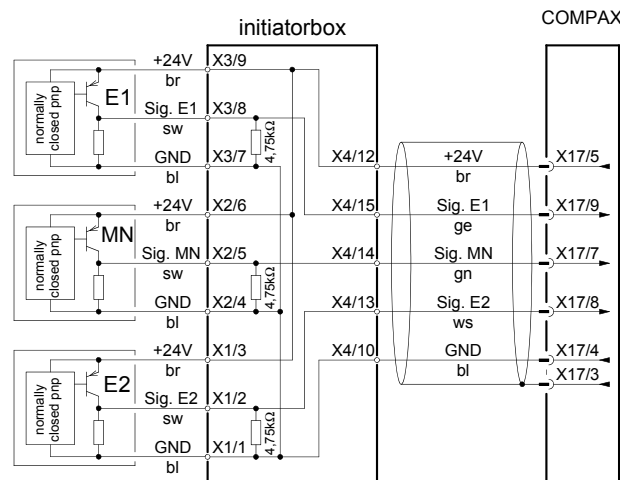 COMPAX
initiatorbox
normally
closed pnp
E1
+24V
br
X3/9
Sig. E1
sw
X3/8
GND
bl
X3/7
4,75kΩ
normally
closed pnp
MN
+24V
br
X2/6
Sig. MN
sw
X2/5
GND
bl
X2/4
4,75kΩ
normally
closed pnp
E2
+24V
br
X1/3
Sig. E2
sw
X1/2
GND
bl
X1/1
4,75kΩ
X4/12
+24V
br
X17/5
X4/15
Sig. E1
ge
X17/9
X4/14
Sig. MN
gn
X17/7
X4/13
Sig. E2
ws
X17/8
X4/10
GND
bl
X17/4
X17/3